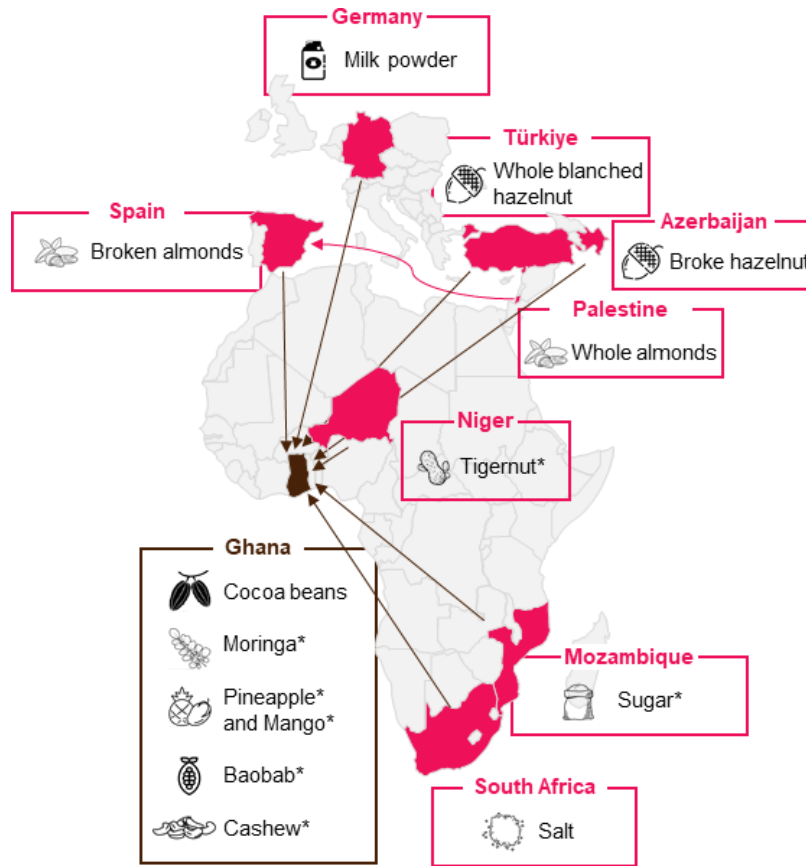 Germany
Milk powder
Türkiye
Whole blanched
hazelnut
Spain
Broken almonds
Azerbaijan
Broke hazelnut
Palestine
Whole almonds
Niger
Tigernut*
Ghana
Cocoa beans
Moringa*
Pineapple*
and Mango*
Baobab*
Cashew*
Mozambique
Sugar*
South Africa
Salt